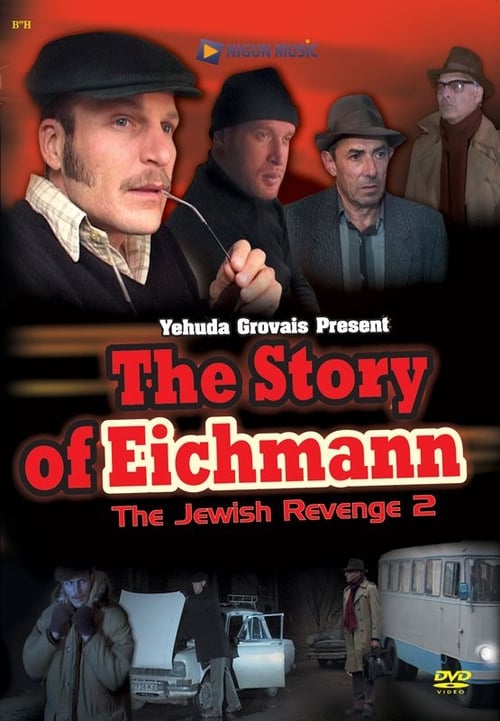 B"H
NIGUN MUSIC
Yehuda Grovais Present
The Story
of Eichmann
The Jewish Revenge 2
DVD
VIDEO